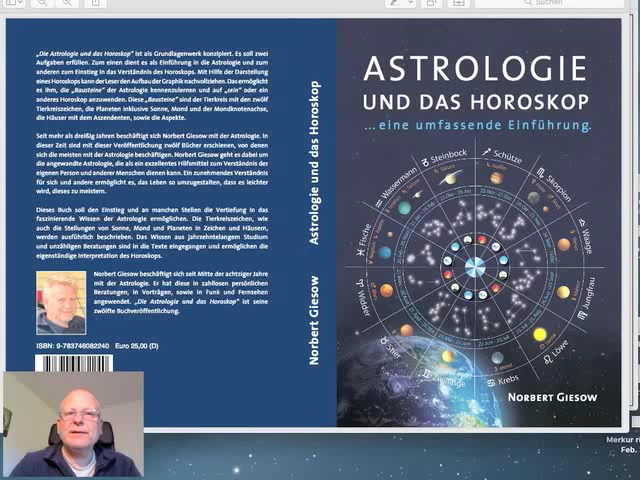 Suchen
„Die Astrologie und das Horoskop" ist als Grundlagenwerk konzipiert. Es soll zwei
Aufgaben erfüllen. Zum einen dient es als Einführung in die Astrologie und zum
anderen zum Einstieg in das Verständnis des Horoskops. Mit Hilfe der Darstellung
eines Horoskops kann der Leser den Aufbau der Graphik nachvollziehen. Das ermöglicht
es ihm, die „Bausteine" der Astrologie kennenzulernen und auf „sein" oder ein
anderes Horoskop anzuwenden. Diese „Bausteine" sind der Tierkreis mit den zwölf
Tierkreiszeichen, die Planeten inklusive Sonne, Mond und der Mondknotenachse,
die Häuser mit dem Aszendenten, sowie die Aspekte.
Seit mehr als dreißig Jahren beschäftigt sich Norbert Giesow mit der Astrologie. In
dieser Zeit sind mit dieser Veröffentlichung zwölf Bücher erschienen, von denen
sich die meisten mit der Astrologie beschäftigen. Norbert Giesow geht es dabei um
die angewandte Astrologie, die als ein exzellentes Hilfsmittel zum Verständnis der
eigenen Person und anderer Menschen dienen kann. Ein zunehmendes Verständnis
für sich und andere ermöglicht es, das Leben so umzugestalten, dass es leichter
wird, dieses zu meistern.
Dieses Buch soll den Einstieg und an manchen Stellen die Vertiefung in das
faszinierende Wissen der Astrologie ermöglichen. Die Tierkreiszeichen, wie
auch die Stellungen von Sonne, Mond und Planeten in Zeichen und Häusern,
werden ausführlich beschrieben. Das Wissen aus jahrzehntelangem Studium
und unzähligen Beratungen sind in die Texte eingegangen und ermöglichen die
eigenständige Interpretation des Horoskops.
Norbert Giesow beschäftigt sich seit Mitte der achtziger Jahre
mit der Astrologie. Er hat diese in zahllosen persönlichen
Beratungen, in Vorträgen, sowie in Funk und Fernsehen
angewendet. „Die Astrologie und das Horoskop" ist seine
zwölfte Buchveröffentlichung.
ISBN: 9-783746082240 Euro 25,00 (D)
Norbert Giesow Astrologie und das Horoskop
ASTROLOGIE
UND DAS HOROSKOP
...eine umfassende Einführung.
Steinbock
Schütze
Skorpion
Waage
Jungfrau
Löwe
Krebs
Zwillinge
Stier
Widder
Fische
Wassermann
NORBERT GIESOW
Merkur
Feb.